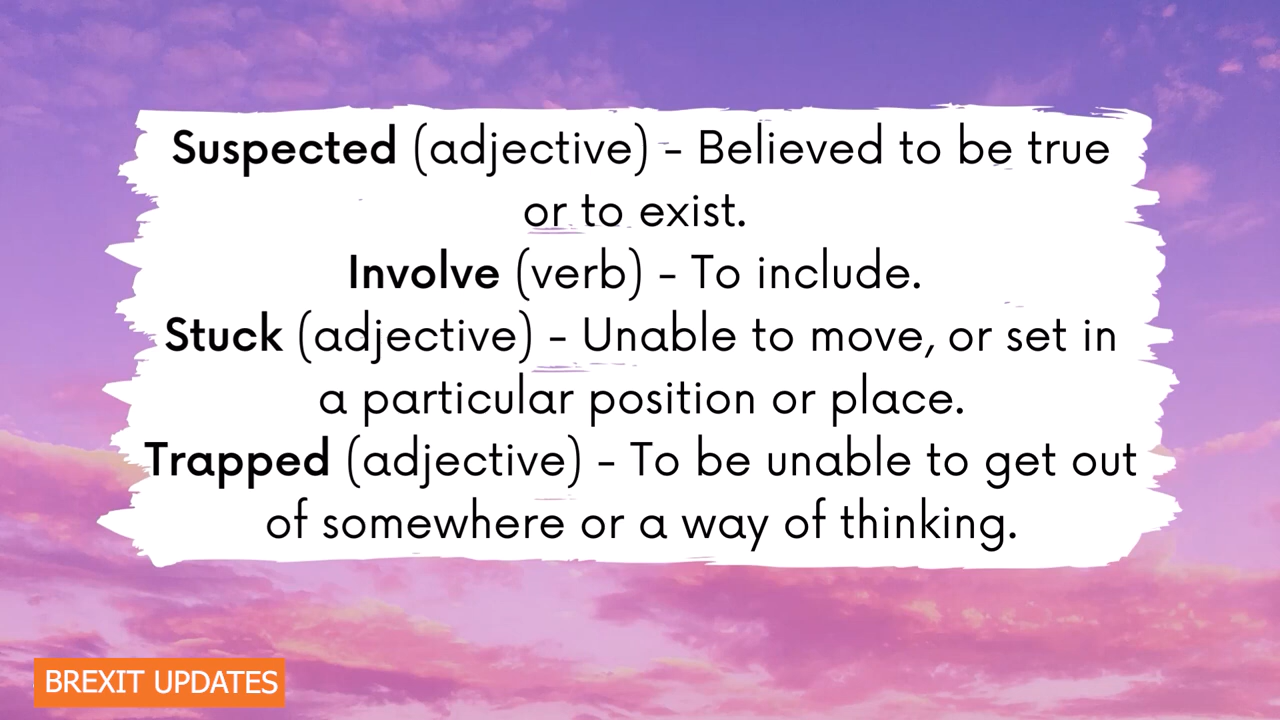 Suspected (adjective) - Believed to be true
or to exist.
Involve (verb) - To include.
Stuck (adjective) - Unable to move, or set in
a particular position or place.
Trapped (adjective) - To be unable to get out
of somewhere or a way of thinking.
BREXIT UPDATES